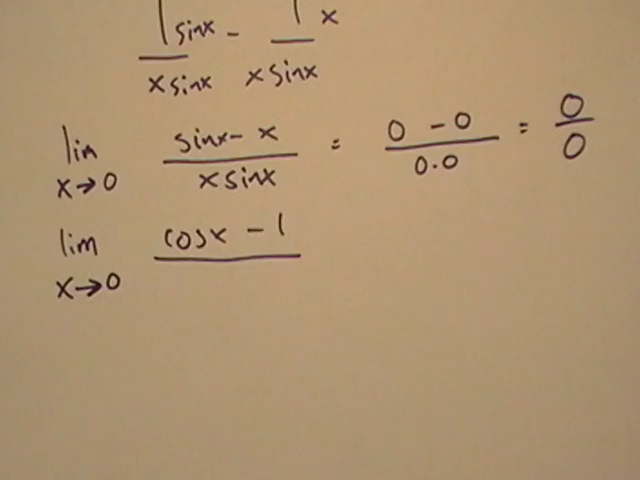 1 sinx - 1 x
x sinx x sinx
lim sinx - x = 0 - 0 = 0
x→0 x sinx 0·0 0
lim cosx - 1
x→0